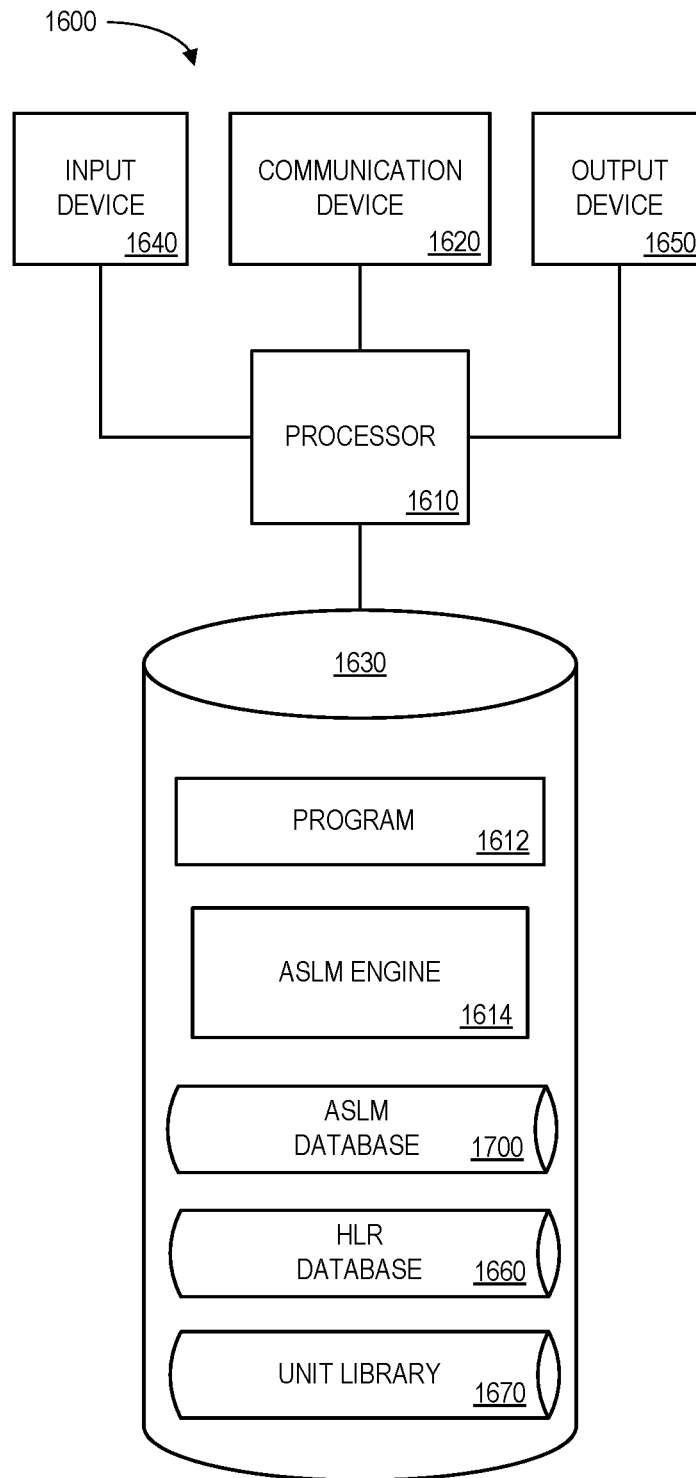 1600
INPUT
DEVICE
1640
COMMUNICATION
DEVICE
1620
OUTPUT
DEVICE
1650
PROCESSOR
1610
1630
PROGRAM
1612
ASLM ENGINE
1614
ASLM
DATABASE
1700
HLR
DATABASE
1660
UNIT LIBRARY
1670